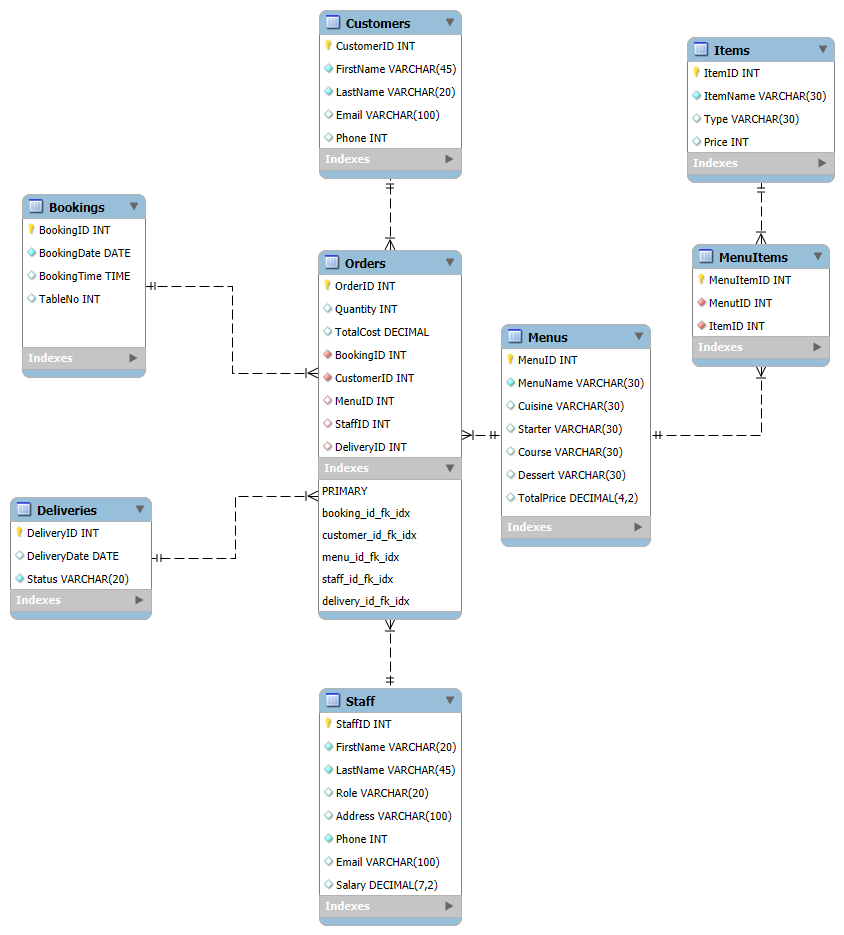 Customers
CustomerID INT
FirstName VARCHAR(45)
LastName VARCHAR(20)
Email VARCHAR(100)
Phone INT
Indexes
Items
ItemID INT
ItemName VARCHAR(30)
Type VARCHAR(30)
Price INT
Indexes
Bookings
BookingID INT
BookingDate DATE
BookingTime TIME
TableNo INT
Indexes
Orders
OrderID INT
Quantity INT
TotalCost DECIMAL
BookingID INT
CustomerID INT
MenuID INT
StaffID INT
DeliveryID INT
Indexes
PRIMARY
booking_id_fk_idx
customer_id_fk_idx
menu_id_fk_idx
staff_id_fk_idx
delivery_id_fk_idx
MenuItems
MenuItemID INT
MenutID INT
ItemID INT
Indexes
Menus
MenuID INT
MenuName VARCHAR(30)
Cuisine VARCHAR(30)
Starter VARCHAR(30)
Course VARCHAR(30)
Dessert VARCHAR(30)
TotalPrice DECIMAL(4,2)
Indexes
Deliveries
DeliveryID INT
DeliveryDate DATE
Status VARCHAR(20)
Indexes
Staff
StaffID INT
FirstName VARCHAR(20)
LastName VARCHAR(45)
Role VARCHAR(20)
Address VARCHAR(100)
Phone INT
Email VARCHAR(100)
Salary DECIMAL(7,2)
Indexes